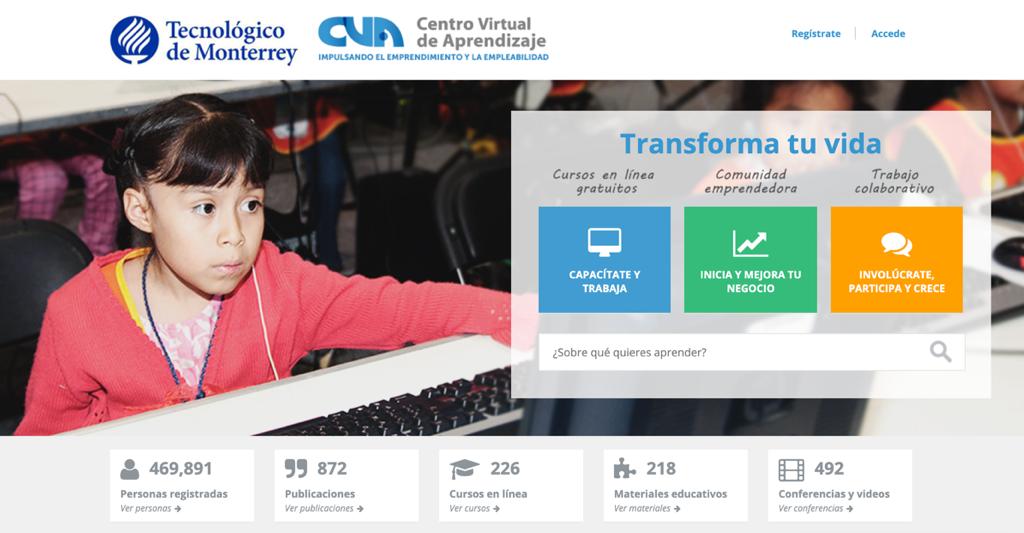 Tecnológico
de Monterrey
CVA
Centro Virtual
de Aprendizaje
IMPULSANDO EL EMPRENDIMIENTO Y LA EMPLEABILIDAD
Regístrate
Accede
Transforma tu vida
Cursos en línea
gratuitos
Comunidad
emprendedora
Trabajo
colaborativo
CAPACÍTATE Y
TRABAJA
INICIA Y MEJORA TU
NEGOCIO
INVOLÚCRATE,
PARTICIPA Y CRECE
¿Sobre qué quieres aprender?
469,891
Personas registradas
Ver personas
872
Publicaciones
Ver publicaciones
226
Cursos en línea
Ver cursos
218
Materiales educativos
Ver materiales
492
Conferencias y videos
Ver conferencias